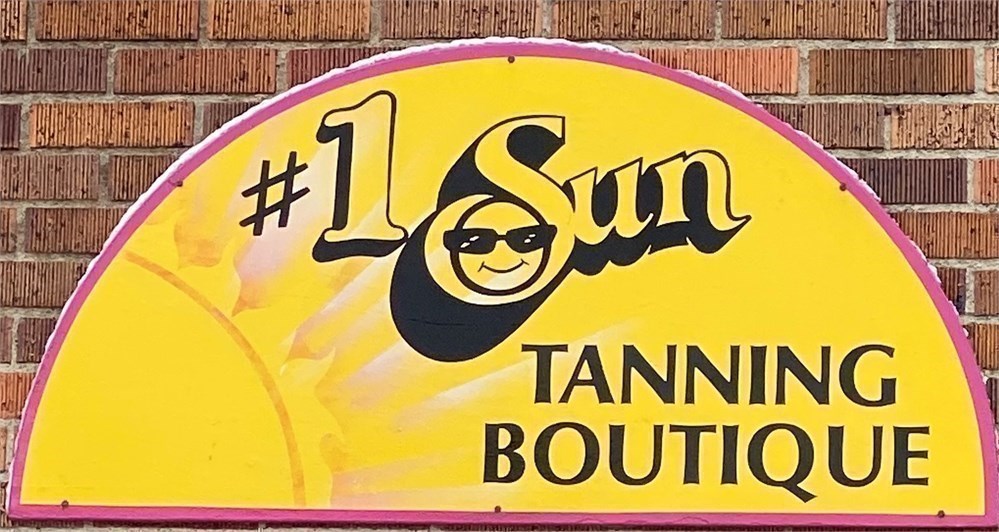 #1 Sun
TANNING
BOUTIQUE